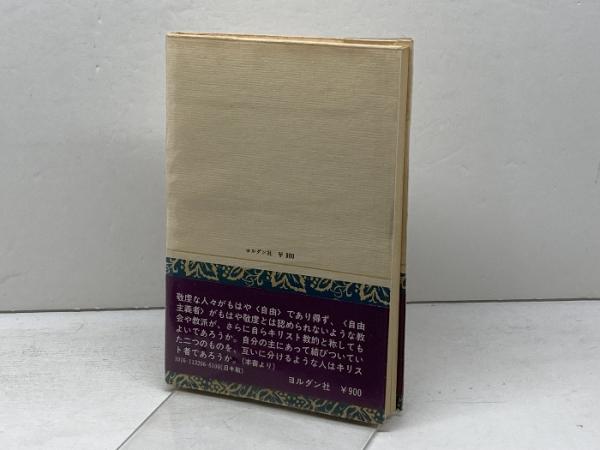 ヨルダン社 ¥900
敬虔な人々がもはや〈自由〉であり得ず、〈自由
主義者〉がもはや敬虔とは認められないような教
会や教派が、さらに自らキリスト教的と称しても
よいであろうか。自分の主にあって結びついてい
た二つのものを、互いに分けるような人はキリス
ト者であろうか。(本書より)
ヨルダン社 ¥900